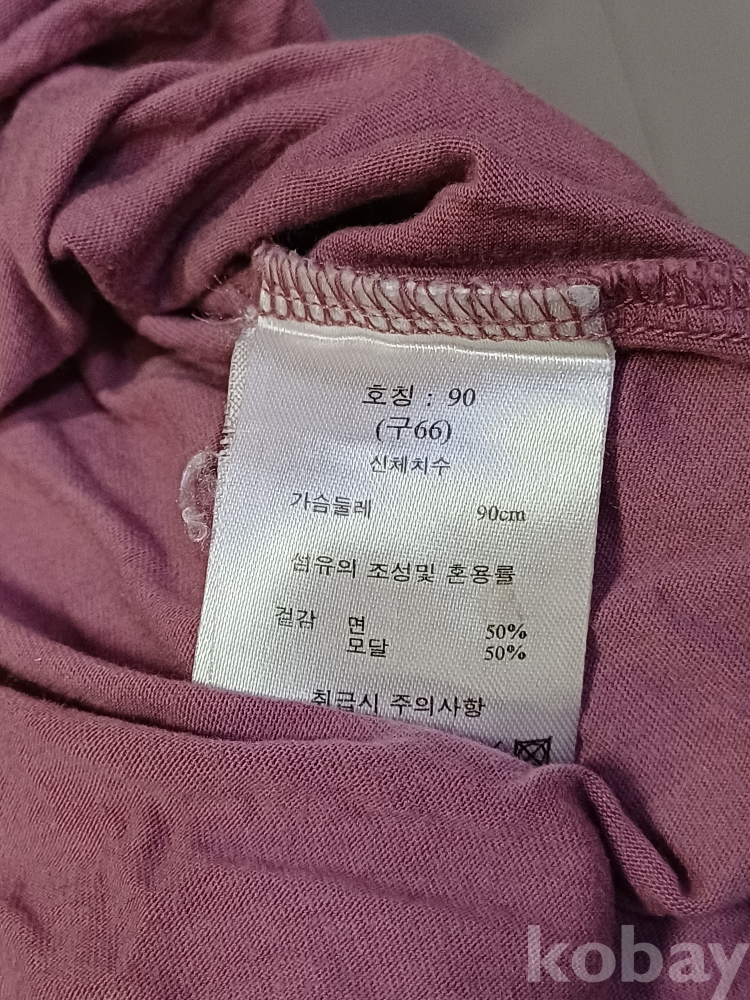 호칭 : 90
(구66)
신체치수
가슴둘레 90cm
섬유의 조성및 혼용률
겉감 면 50%
모달 50%
취급시 주의사항
kobay